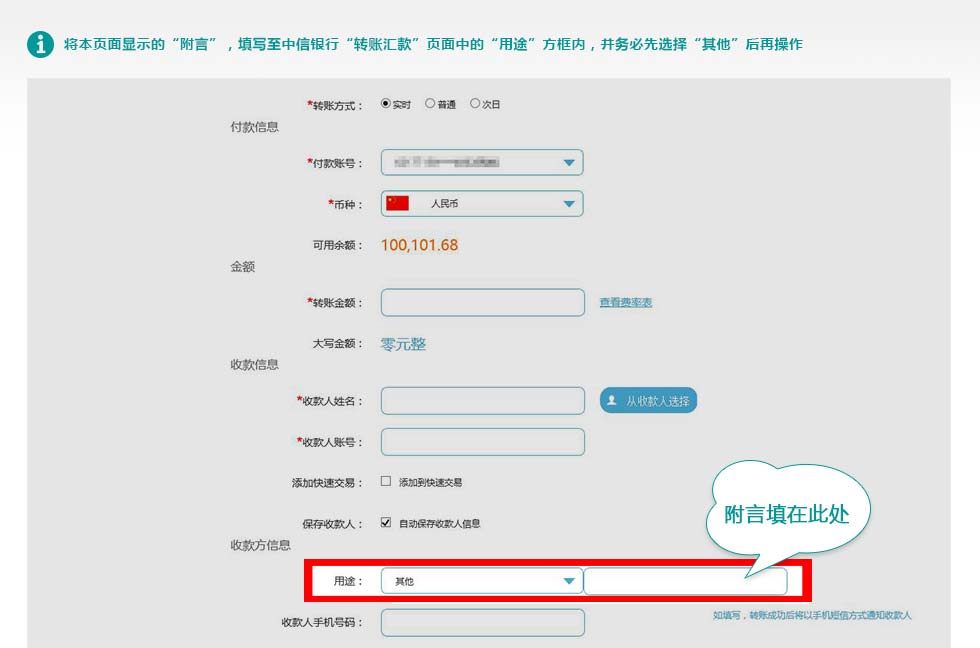 将本页面显示的“附言”，填写至中信银行“转账汇款”页面中的“用途”方框内，并务必先选择“其他”后再操作
*转账方式： 实时 普通 次日
付款信息
*付款账号：
*币种： 人民币
可用余额： 100,101.68
金额
*转账金额： 查看费率表
大写金额： 零元整
收款信息
*收款人姓名： 从收款人选择
*收款人账号：
添加快速交易： 添加到快速交易
保存收款人： 自动保存收款人信息
附言填在此处
收款方信息
用途： 其他
收款人手机号码： 如填写，转账成功后将以手机短信方式通知收款人